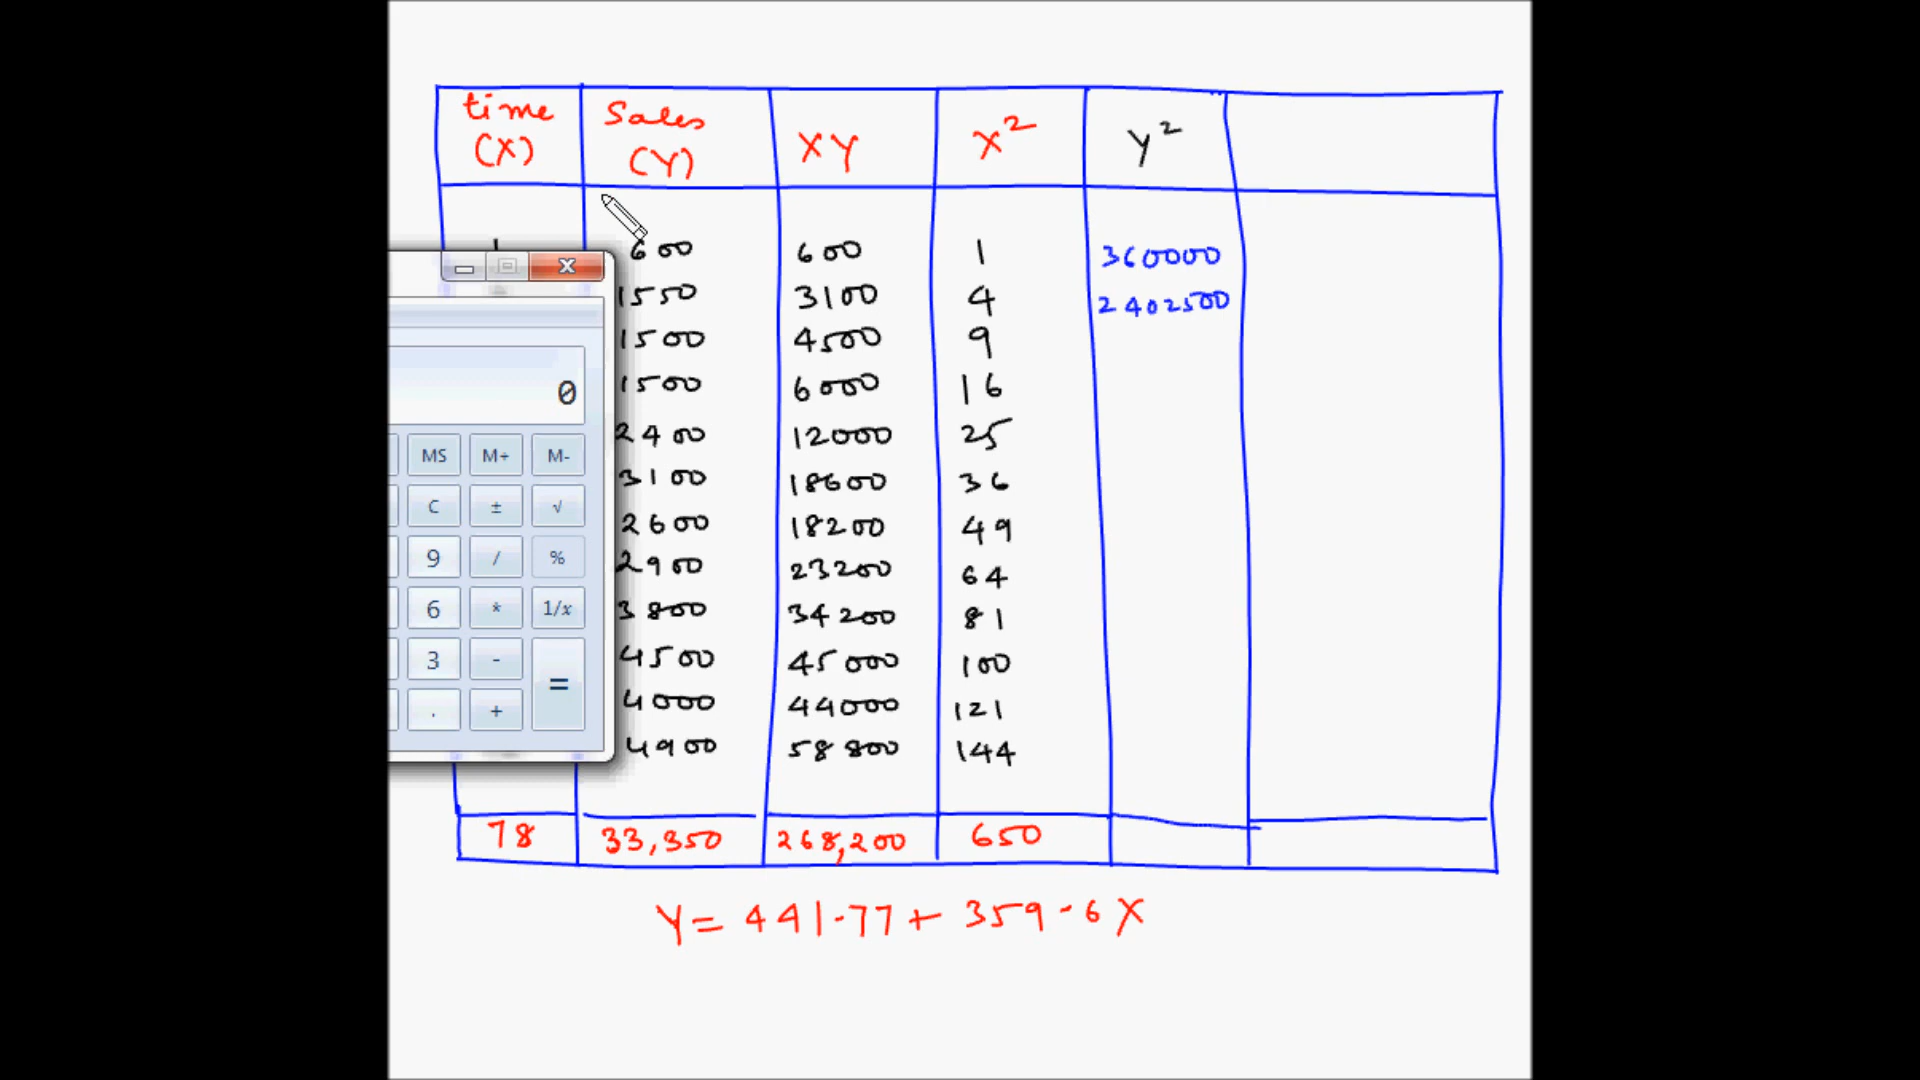 time (X) Sales (Y) XY X² Y²
1 600 600 1 360000
1550 3100 4 2402500
1500 4500 9
1500 6000 16
2400 12000 25
3100 18600 36
2600 18200 49
2900 23200 64
3800 34200 81
4500 45000 100
4000 44000 121
4900 58800 144
78 33,350 268,200 650
Y = 441.77 + 359.6 X
0
MS M+ M-
C ± √
9 / %
6 * 1/x
3 - =
. +